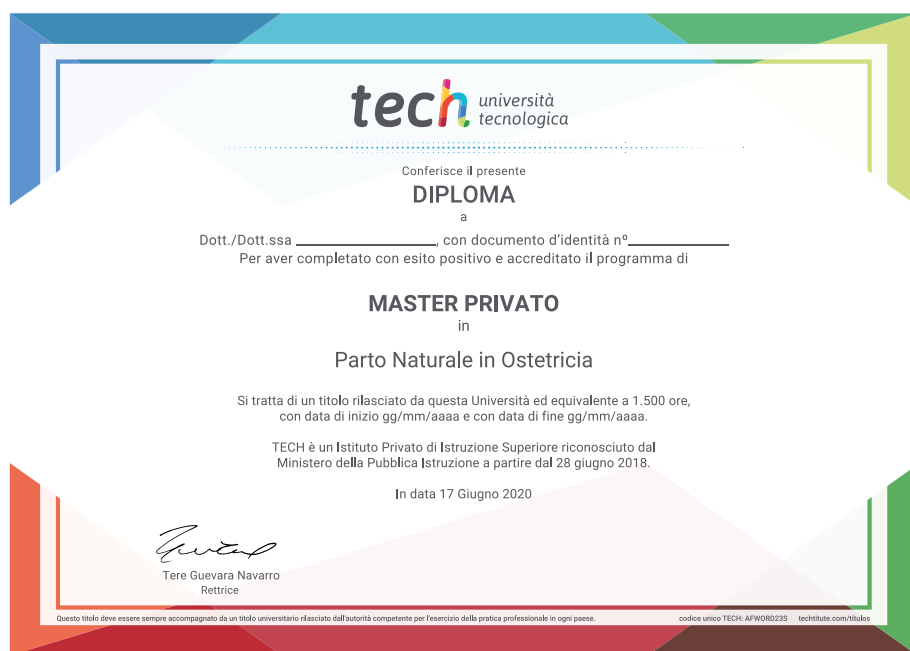 tech università
tecnologica
Conferisce il presente
DIPLOMA
a
Dott./Dott.ssa _________________, con documento d'identità nº____________
Per aver completato con esito positivo e accreditato il programma di
MASTER PRIVATO
in
Parto Naturale in Ostetricia
Si tratta di un titolo rilasciato da questa Università ed equivalente a 1.500 ore,
con data di inizio gg/mm/aaaa e con data di fine gg/mm/aaaa.
TECH è un Istituto Privato di Istruzione Superiore riconosciuto dal
Ministero della Pubblica Istruzione a partire dal 28 giugno 2018.
In data 17 Giugno 2020
Tere Guevara Navarro
Rettrice
Questo titolo deve essere sempre accompagnato da un titolo universitario rilasciato dall'autorità competente per l'esercizio della pratica professionale in ogni paese. codice unico TECH: AFWORD23S techtitute.com/titulos